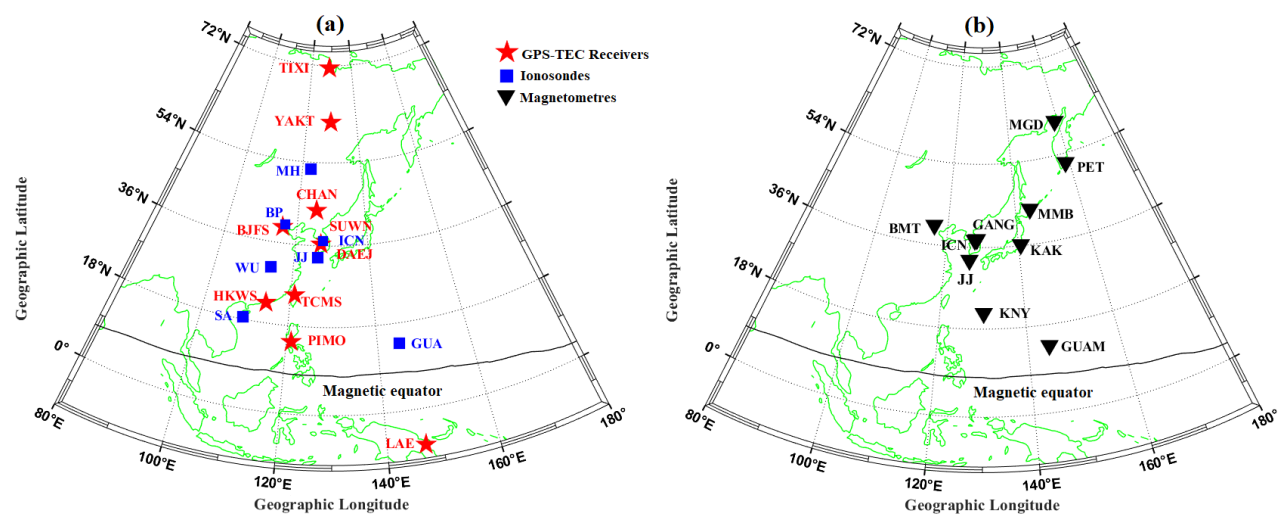 (a)
72°N
54°N
36°N
18°N
0°
80°E
100°E
120°E
140°E
160°E
180°
Geographic Latitude
Geographic Longitude
TIXI
YAKT
MH
CHAN
BP
BJFS
SUWN
ICN
DAEJ
JJ
WU
HKWS
TCMS
SA
PIMO
GUA
Magnetic equator
LAE
GPS-TEC Receivers
Ionosondes
Magnetometres
(b)
72°N
54°N
36°N
18°N
0°
80°E
100°E
120°E
140°E
160°E
180°
Geographic Latitude
Geographic Longitude
MGD
PET
MMB
BMT
GANG
ICN
KAK
JJ
KNY
GUAM
Magnetic equator